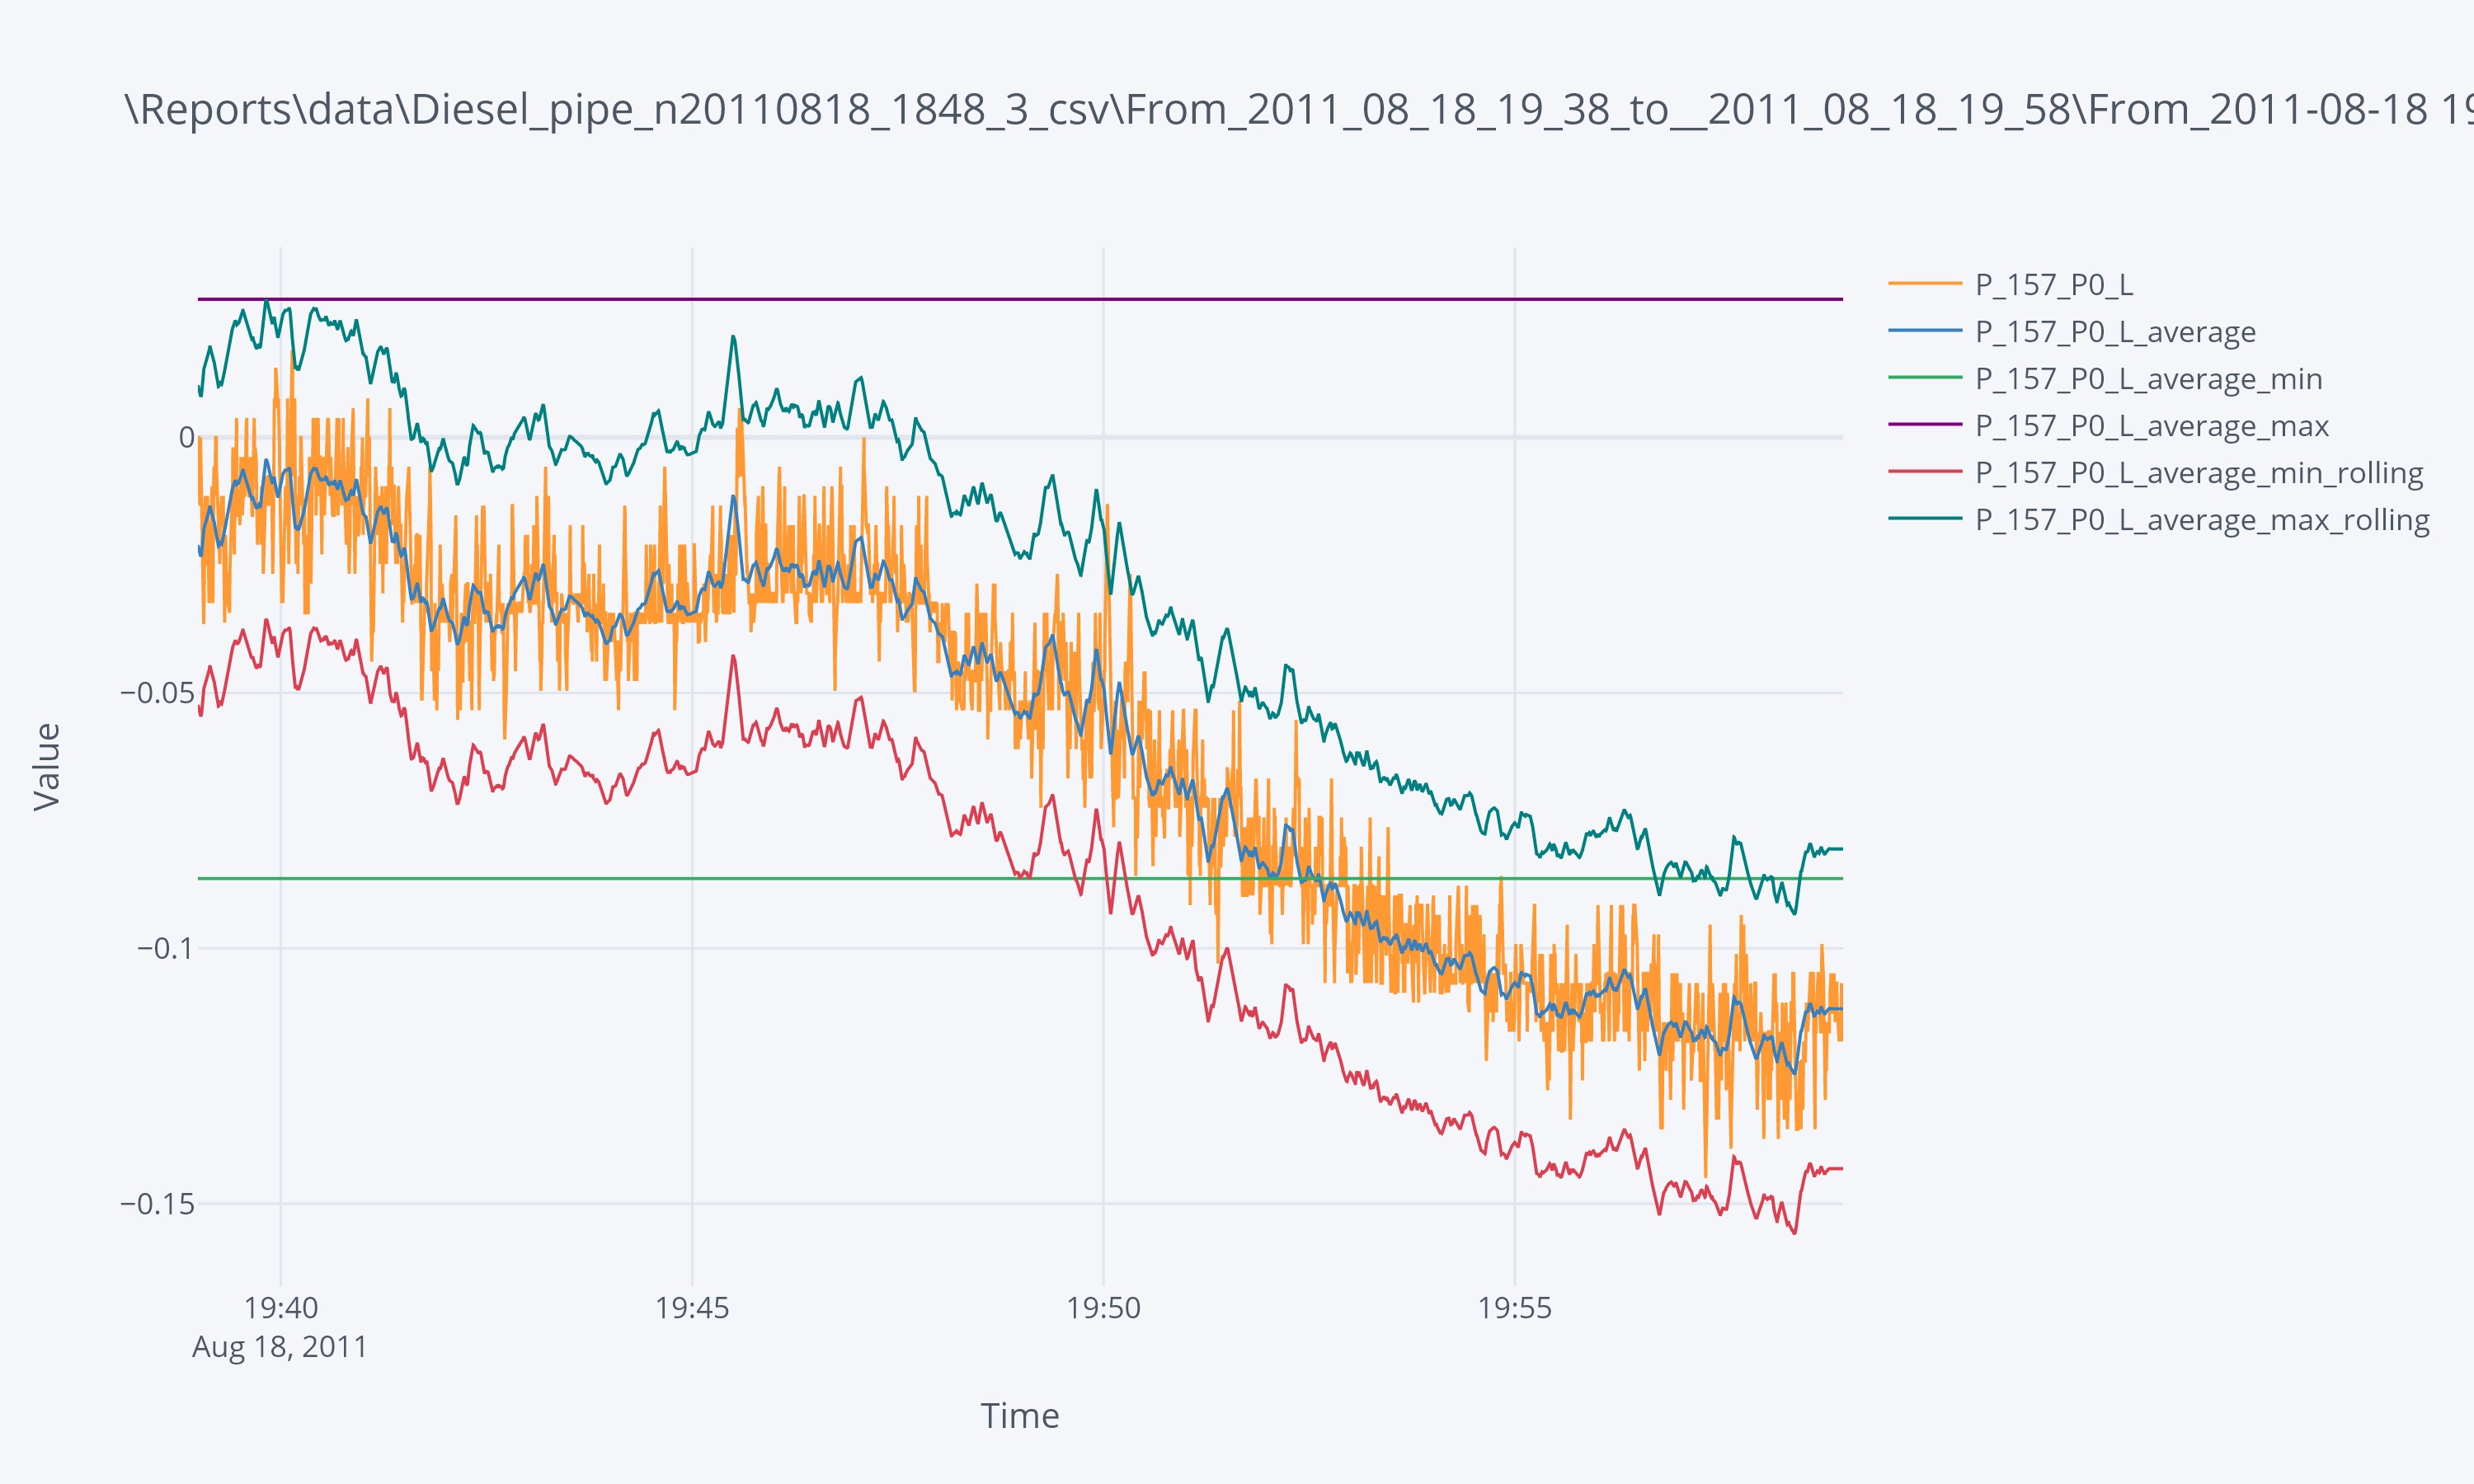 \Reports\data\Diesel_pipe_n20110818_1848_3_csv\From_2011_08_18_19_38_to__2011_08_18_19_58\From_2011-08-18 19
P_157_P0_L
P_157_P0_L_average
P_157_P0_L_average_min
P_157_P0_L_average_max
P_157_P0_L_average_min_rolling
P_157_P0_L_average_max_rolling
Value
0
−0.05
−0.1
−0.15
19:40
19:45
19:50
19:55
Aug 18, 2011
Time